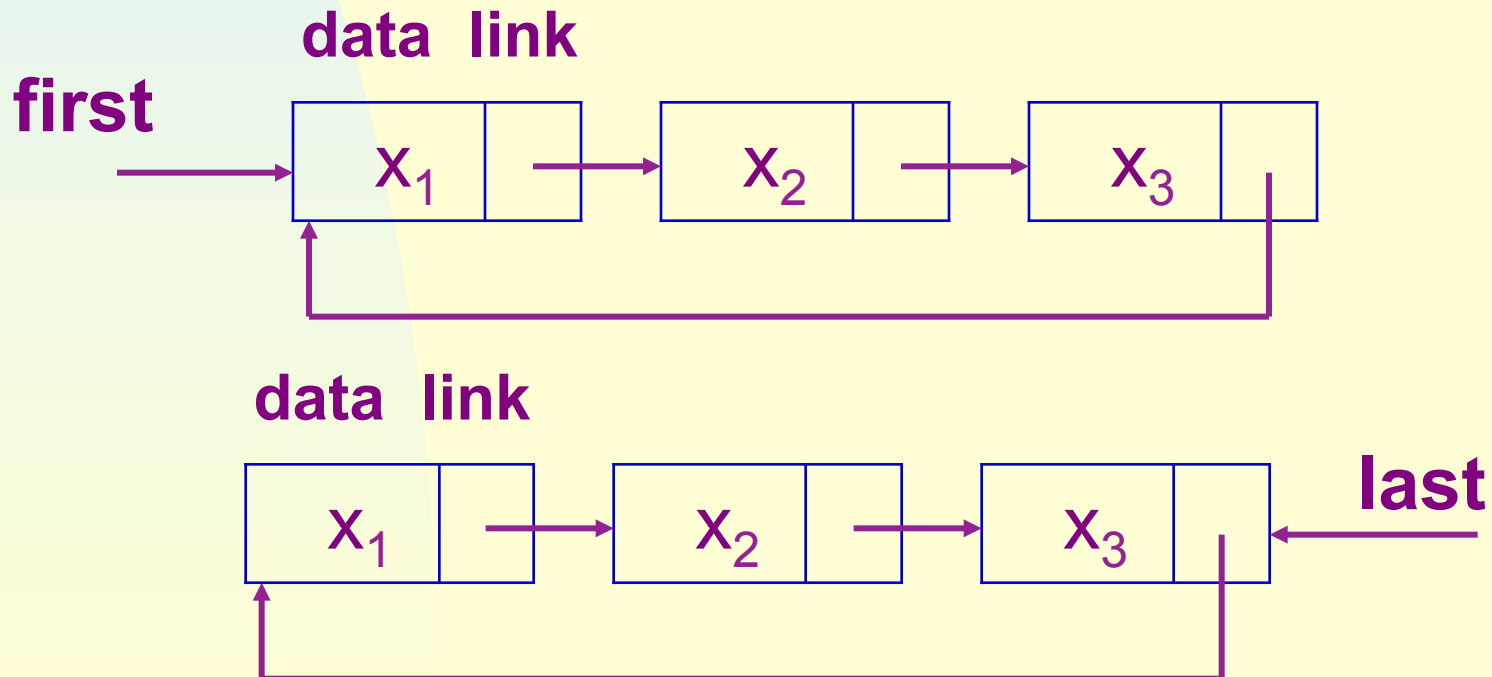 data link
first
x₁ x₂ x₃
data link
last
x₁ x₂ x₃